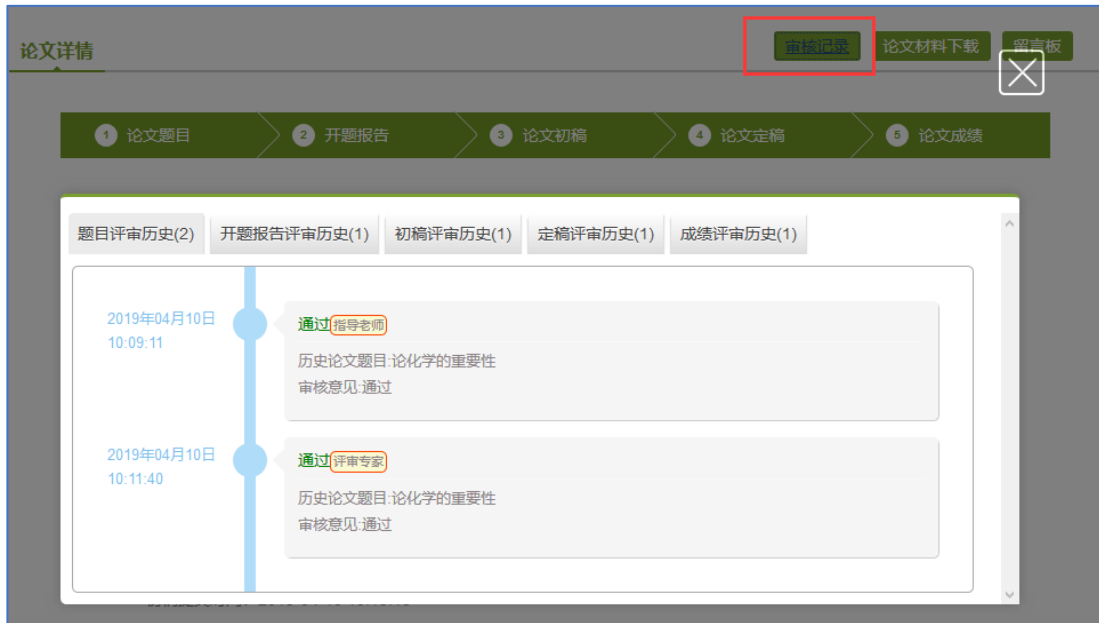 论文详情
审核记录 论文材料下载 留言板
1 论文题目 2 开题报告 3 论文初稿 4 论文定稿 5 论文成绩
题目评审历史(2) 开题报告评审历史(1) 初稿评审历史(1) 定稿评审历史(1) 成绩评审历史(1)
2019年04月10日
10:09:11
通过 指导老师
历史论文题目:论化学的重要性
审核意见:通过
2019年04月10日
10:11:40
通过 评审专家
历史论文题目:论化学的重要性
审核意见:通过